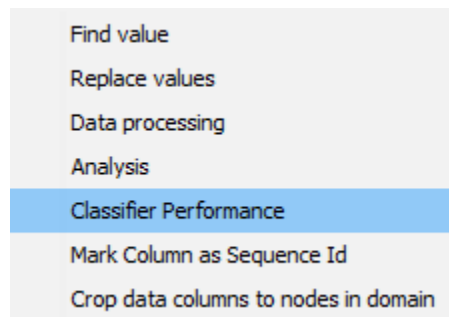 Find value
Replace values
Data processing
Analysis
Classifier Performance
Mark Column as Sequence Id
Crop data columns to nodes in domain